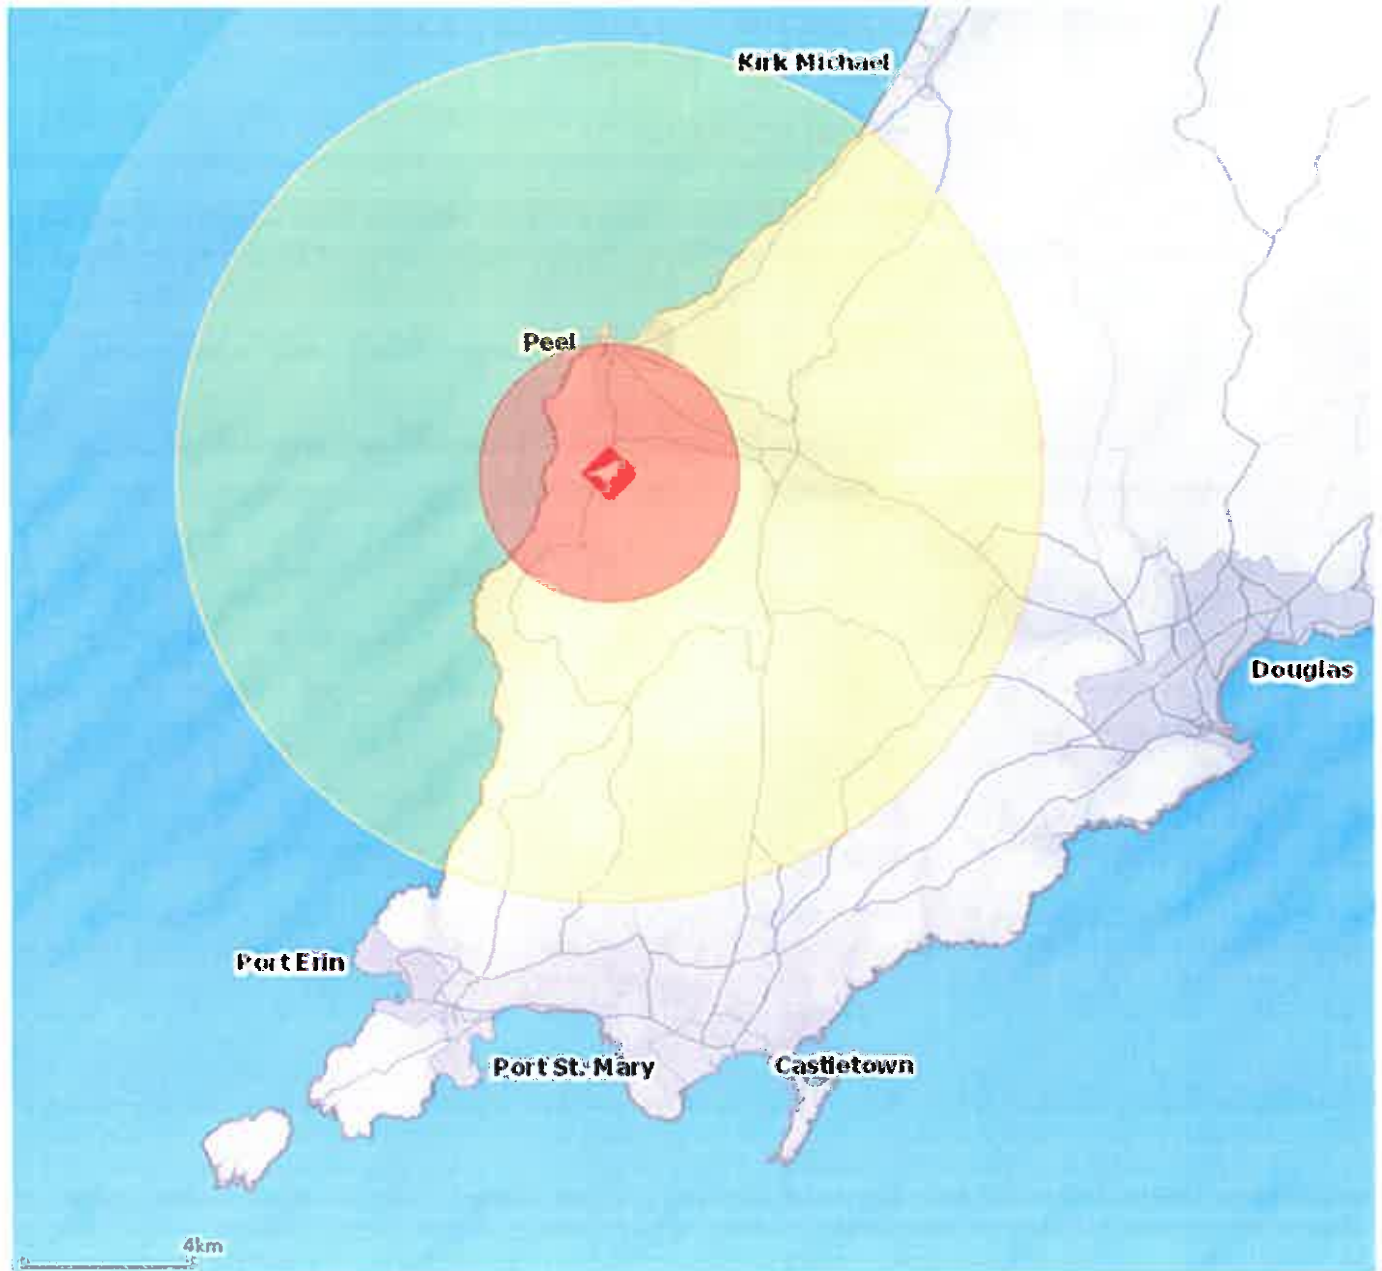 Kirk Michael
Peel
Douglas
Port Erin
Port St. Mary
Castletown
4km